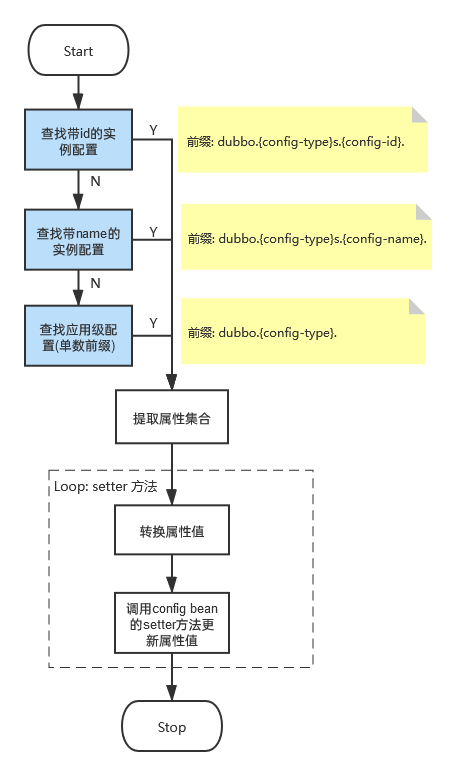 Start
查找带id的实
例配置
Y
前缀: dubbo.{config-type}s.{config-id}.
N
查找带name的
实例配置
Y
前缀: dubbo.{config-type}s.{config-name}.
N
查找应用级配
置(单数前缀)
Y
前缀: dubbo.{config-type}.
提取属性集合
Loop: setter 方法
转换属性值
调用config bean
的setter方法更
新属性值
Stop